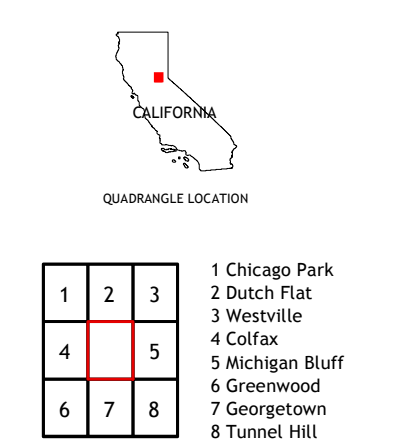 CALIFORNIA
QUADRANGLE LOCATION
1 2 3
4 5
6 7 8
1 Chicago Park
2 Dutch Flat
3 Westville
4 Colfax
5 Michigan Bluff
6 Greenwood
7 Georgetown
8 Tunnel Hill